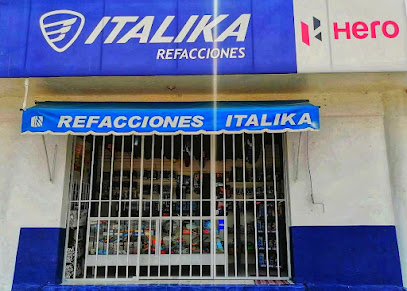 ITALIKA
REFACCIONES
Hero
REFACCIONES ITALIKA